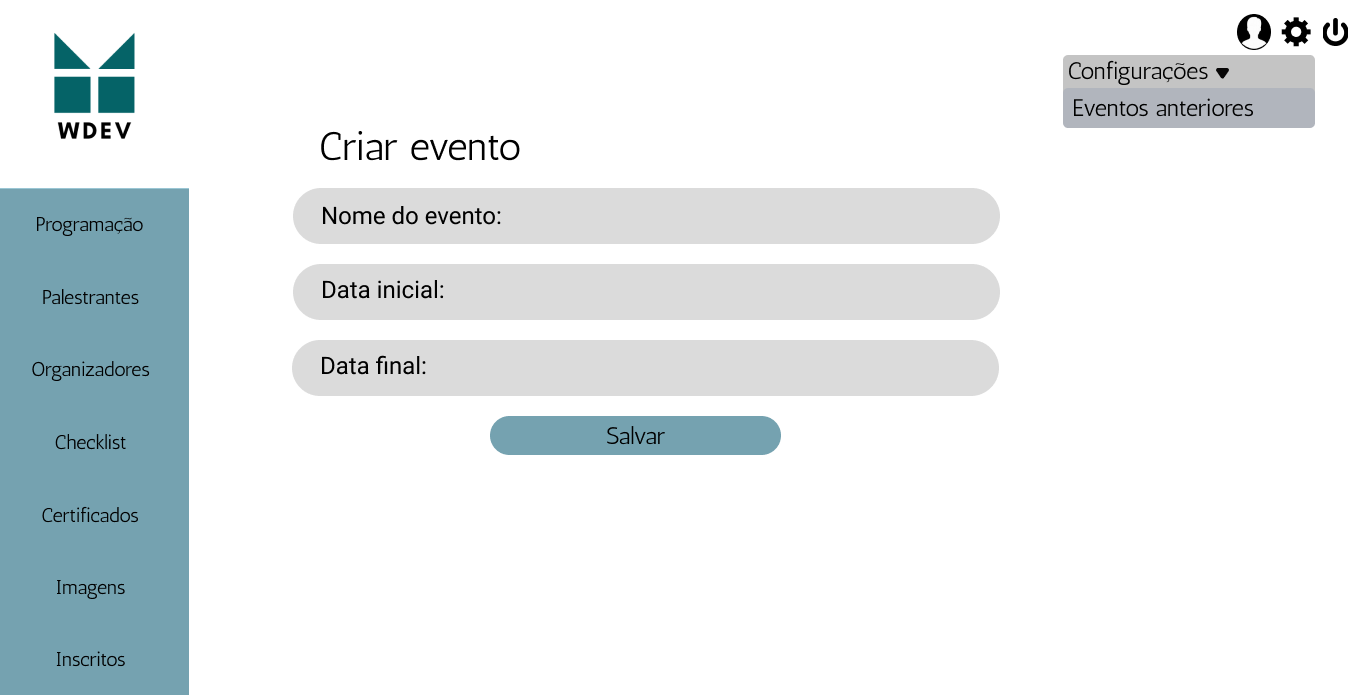 WDEV
Configurações
Eventos anteriores
Criar evento
Nome do evento:
Data inicial:
Data final:
Salvar
Programação
Palestrantes
Organizadores
Checklist
Certificados
Imagens
Inscritos